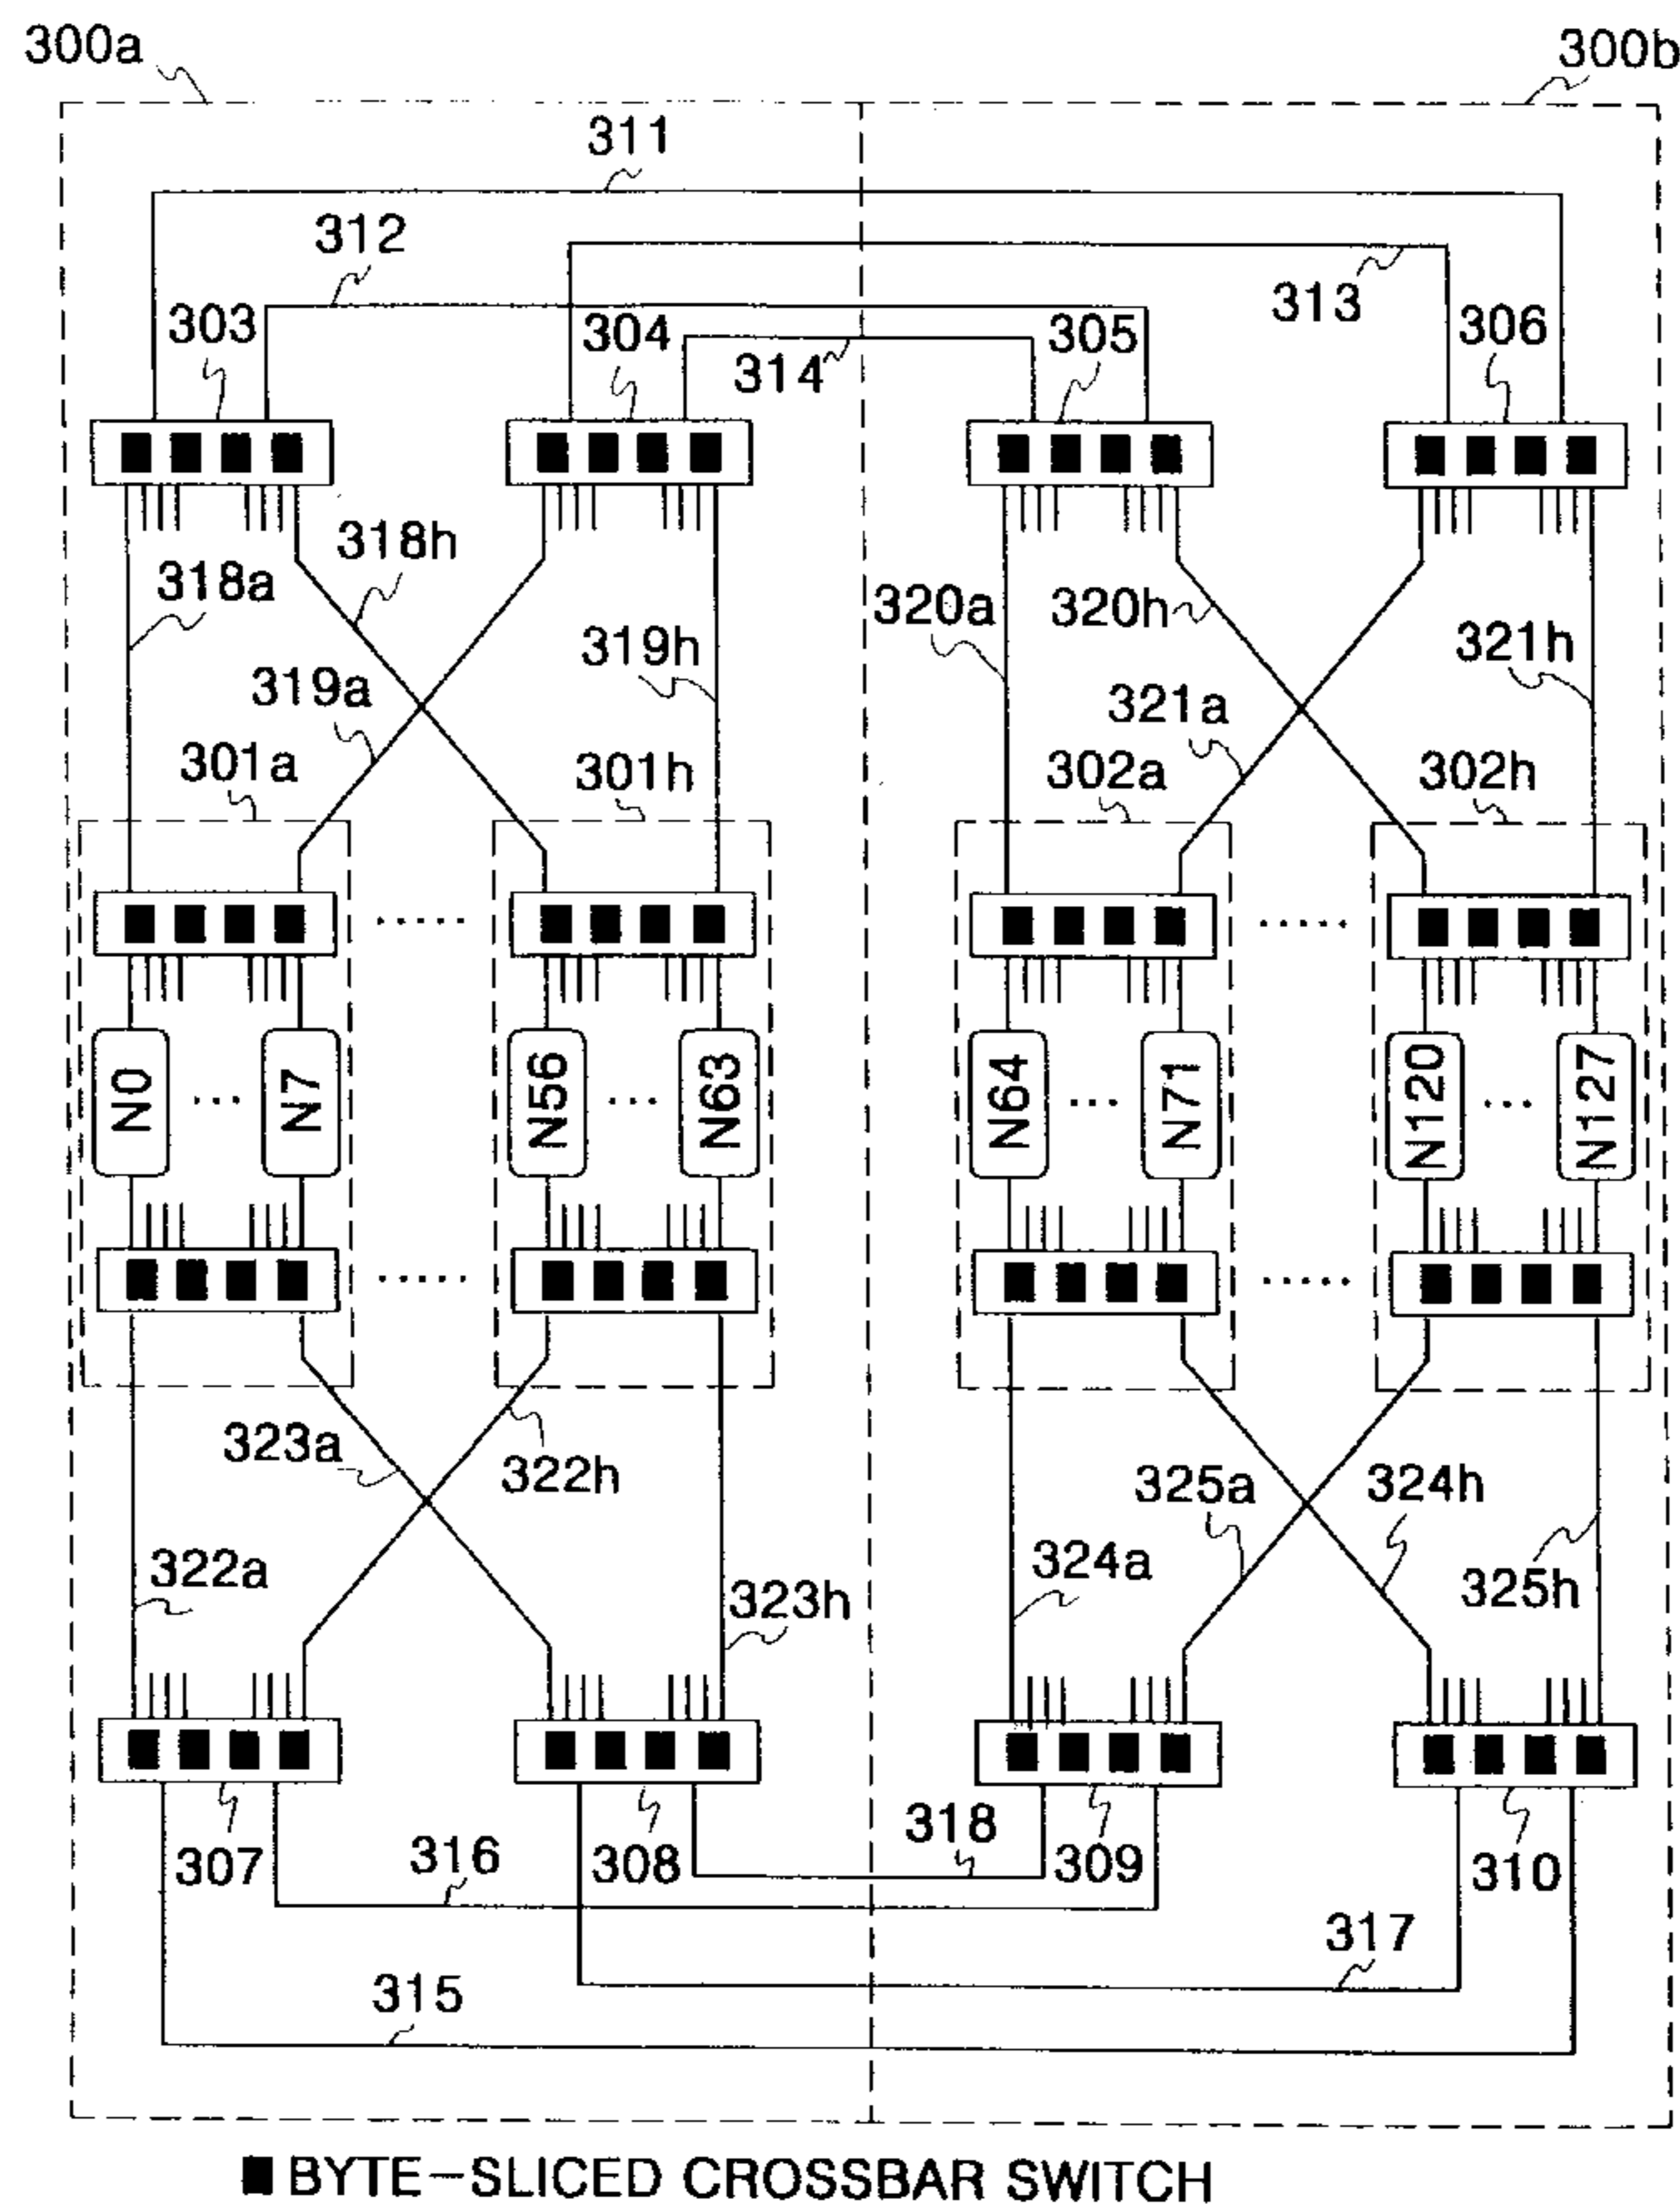 300a
300b
311
312
313
303
304
314
305
306
318h
318a
320a
320h
319h
321h
319a
321a
301a
301h
302a
302h
.....
.....
N0 ... N7
N56 ... N63
N64 ... N71
N120 ... N127
.....
.....
323a
322h
325a
324h
322a
324a
323h
325h
318
307
316
308
309
310
317
315
BYTE-SLICED CROSSBAR SWITCH